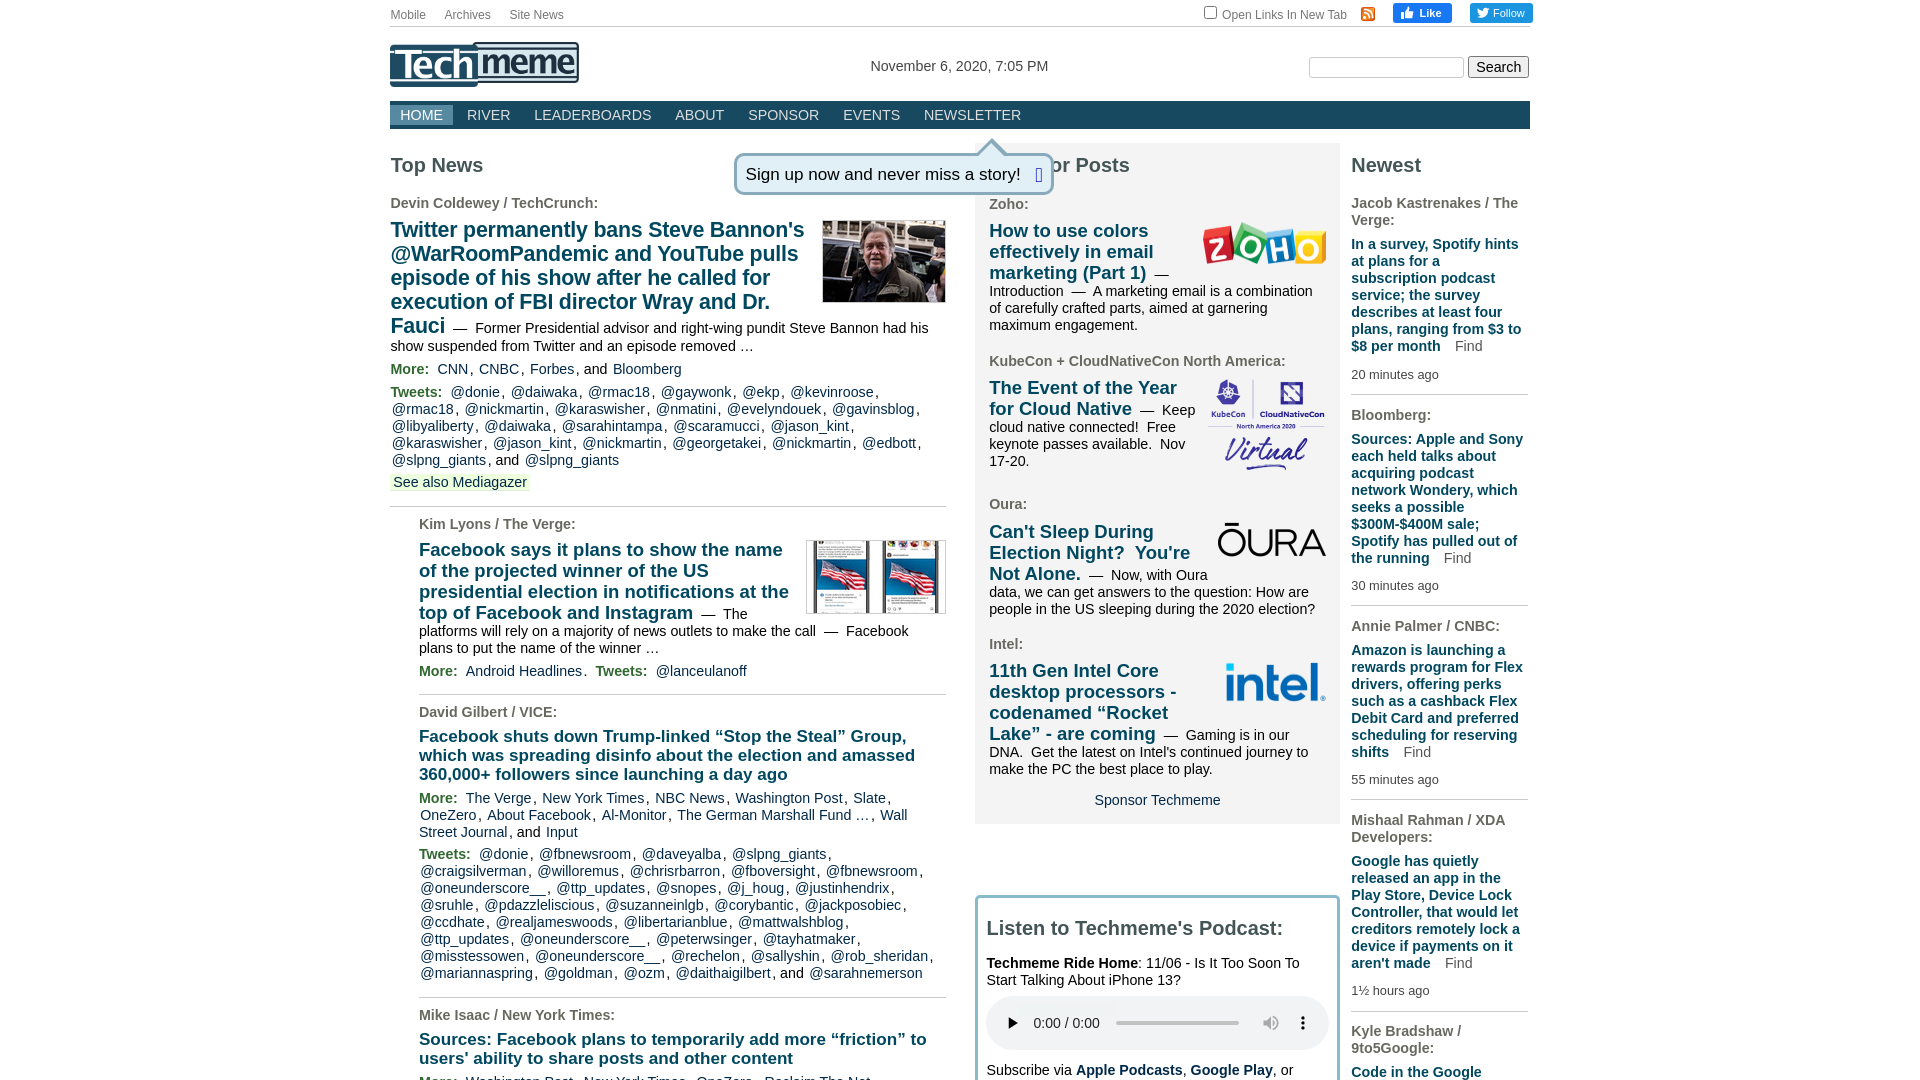 Mobile Archives Site News
Open Links In New Tab
Like
Follow
Techmeme
November 6, 2020, 7:05 PM
Search
HOME RIVER LEADERBOARDS ABOUT SPONSOR EVENTS NEWSLETTER
Sign up now and never miss a story!
Top News
Devin Coldewey / TechCrunch:
Twitter permanently bans Steve Bannon's
@WarRoomPandemic and YouTube pulls
episode of his show after he called for
execution of FBI director Wray and Dr.
Fauci — Former Presidential advisor and right-wing pundit Steve Bannon had his
show suspended from Twitter and an episode removed …
More: CNN, CNBC, Forbes, and Bloomberg
Tweets: @donie, @daiwaka, @rmac18, @gaywonk, @ekp, @kevinroose,
@rmac18, @nickmartin, @karaswisher, @nmatini, @evelyndouek, @gavinsblog,
@libyaliberty, @daiwaka, @sarahintampa, @scaramucci, @jason_kint,
@karaswisher, @jason_kint, @nickmartin, @georgetakei, @nickmartin, @edbott,
@slpng_giants, and @slpng_giants
See also Mediagazer
Kim Lyons / The Verge:
Facebook says it plans to show the name
of the projected winner of the US
presidential election in notifications at the
top of Facebook and Instagram — The
platforms will rely on a majority of news outlets to make the call — Facebook
plans to put the name of the winner …
More: Android Headlines. Tweets: @lanceulanoff
David Gilbert / VICE:
Facebook shuts down Trump-linked “Stop the Steal” Group,
which was spreading disinfo about the election and amassed
360,000+ followers since launching a day ago
More: The Verge, New York Times, NBC News, Washington Post, Slate,
OneZero, About Facebook, Al-Monitor, The German Marshall Fund …, Wall
Street Journal, and Input
Tweets: @donie, @fbnewsroom, @daveyalba, @slpng_giants,
@craigsilverman, @willoremus, @chrisrbarron, @fboversight, @fbnewsroom,
@oneunderscore__, @ttp_updates, @snopes, @j_houg, @justinhendrix,
@sruhle, @pdazzleliscious, @suzanneinlgb, @corybantic, @jackposobiec,
@ccdhate, @realjameswoods, @libertarianblue, @mattwalshblog,
@ttp_updates, @oneunderscore__, @peterwsinger, @tayhatmaker,
@misstessowen, @oneunderscore__, @rechelon, @sallyshin, @rob_sheridan,
@mariannaspring, @goldman, @ozm, @daithaigilbert, and @sarahnemerson
Mike Isaac / New York Times:
Sources: Facebook plans to temporarily add more “friction” to
users' ability to share posts and other content
More: Washington Post, New York Times, OneZero, Reclaim The Net
or Posts
Zoho:
ZOHO
How to use colors
effectively in email
marketing (Part 1) —
Introduction — A marketing email is a combination
of carefully crafted parts, aimed at garnering
maximum engagement.
KubeCon + CloudNativeCon North America:
KubeCon CloudNativeCon
North America 2020
Virtual
The Event of the Year
for Cloud Native — Keep
cloud native connected! Free
keynote passes available. Nov
17-20.
Oura:
ŌURA
Can't Sleep During
Election Night? You're
Not Alone. — Now, with Oura
data, we can get answers to the question: How are
people in the US sleeping during the 2020 election?
Intel:
intel
11th Gen Intel Core
desktop processors -
codenamed “Rocket
Lake” - are coming — Gaming is in our
DNA. Get the latest on Intel's continued journey to
make the PC the best place to play.
Sponsor Techmeme
Listen to Techmeme's Podcast:
Techmeme Ride Home: 11/06 - Is It Too Soon To
Start Talking About iPhone 13?
0:00 / 0:00
Subscribe via Apple Podcasts, Google Play, or
Newest
Jacob Kastrenakes / The
Verge:
In a survey, Spotify hints
at plans for a
subscription podcast
service; the survey
describes at least four
plans, ranging from $3 to
$8 per month Find
20 minutes ago
Bloomberg:
Sources: Apple and Sony
each held talks about
acquiring podcast
network Wondery, which
seeks a possible
$300M-$400M sale;
Spotify has pulled out of
the running Find
30 minutes ago
Annie Palmer / CNBC:
Amazon is launching a
rewards program for Flex
drivers, offering perks
such as a cashback Flex
Debit Card and preferred
scheduling for reserving
shifts Find
55 minutes ago
Mishaal Rahman / XDA
Developers:
Google has quietly
released an app in the
Play Store, Device Lock
Controller, that would let
creditors remotely lock a
device if payments on it
aren't made Find
1½ hours ago
Kyle Bradshaw /
9to5Google:
Code in the Google